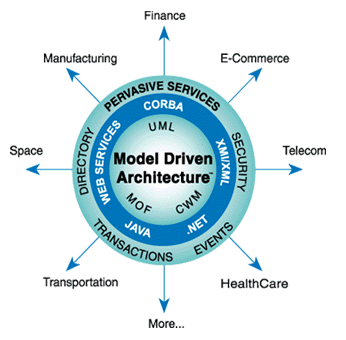 Finance
Manufacturing
E-Commerce
PERVASIVE SERVICES
CORBA
UML
DIRECTORY
WEB SERVICES
XMI/XML
SECURITY
Space
Telecom
Model Driven
Architecture™
MOF
CWM
JAVA
.NET
TRANSACTIONS
EVENTS
Transportation
HealthCare
More...